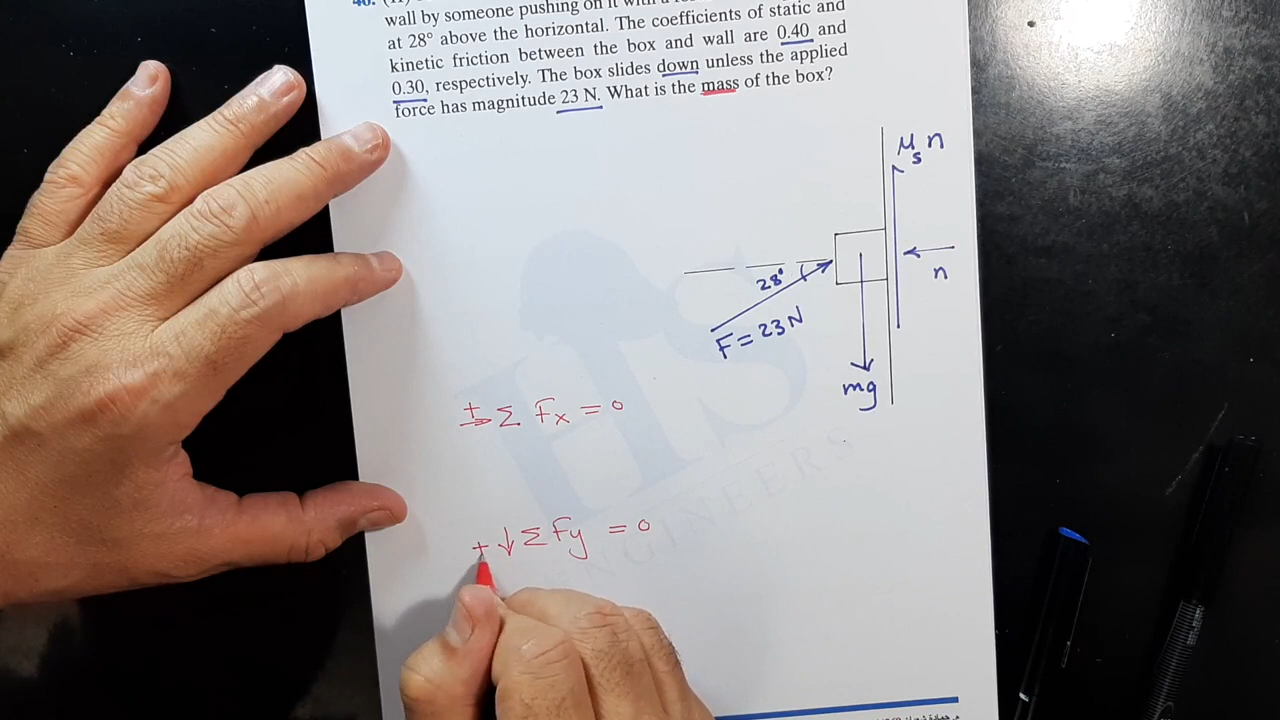 wall by someone pushing on it with a
at 28° above the horizontal. The coefficients of static and
kinetic friction between the box and wall are 0.40 and
0.30, respectively. The box slides down unless the applied
force has magnitude 23 N. What is the mass of the box?
μs n
28°
n
F = 23 N
mg
+ Σ Fx = 0
+ ↓ Σ Fy = 0
HS
ENGINEERS